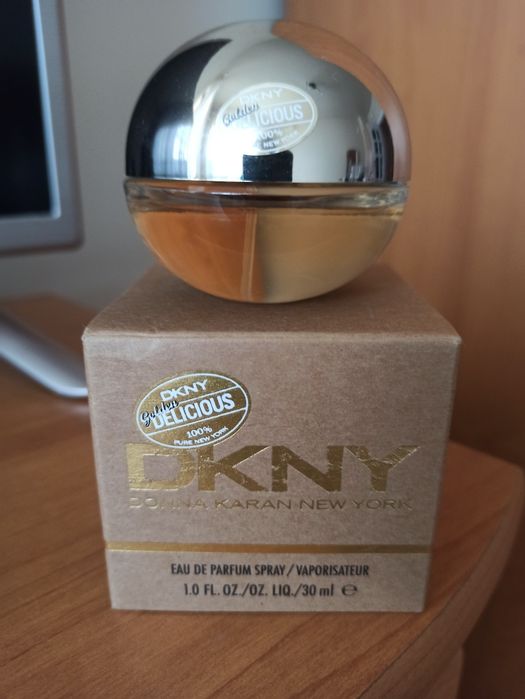 DKNY
Golden
DELICIOUS
100%
NEW YORK
DKNY
Golden
DELICIOUS
100%
PURE NEW YORK
DKNY
DONNA KARAN NEW YORK
EAU DE PARFUM SPRAY/VAPORISATEUR
1.0 FL. OZ./OZ. LIQ./30 ml ℮